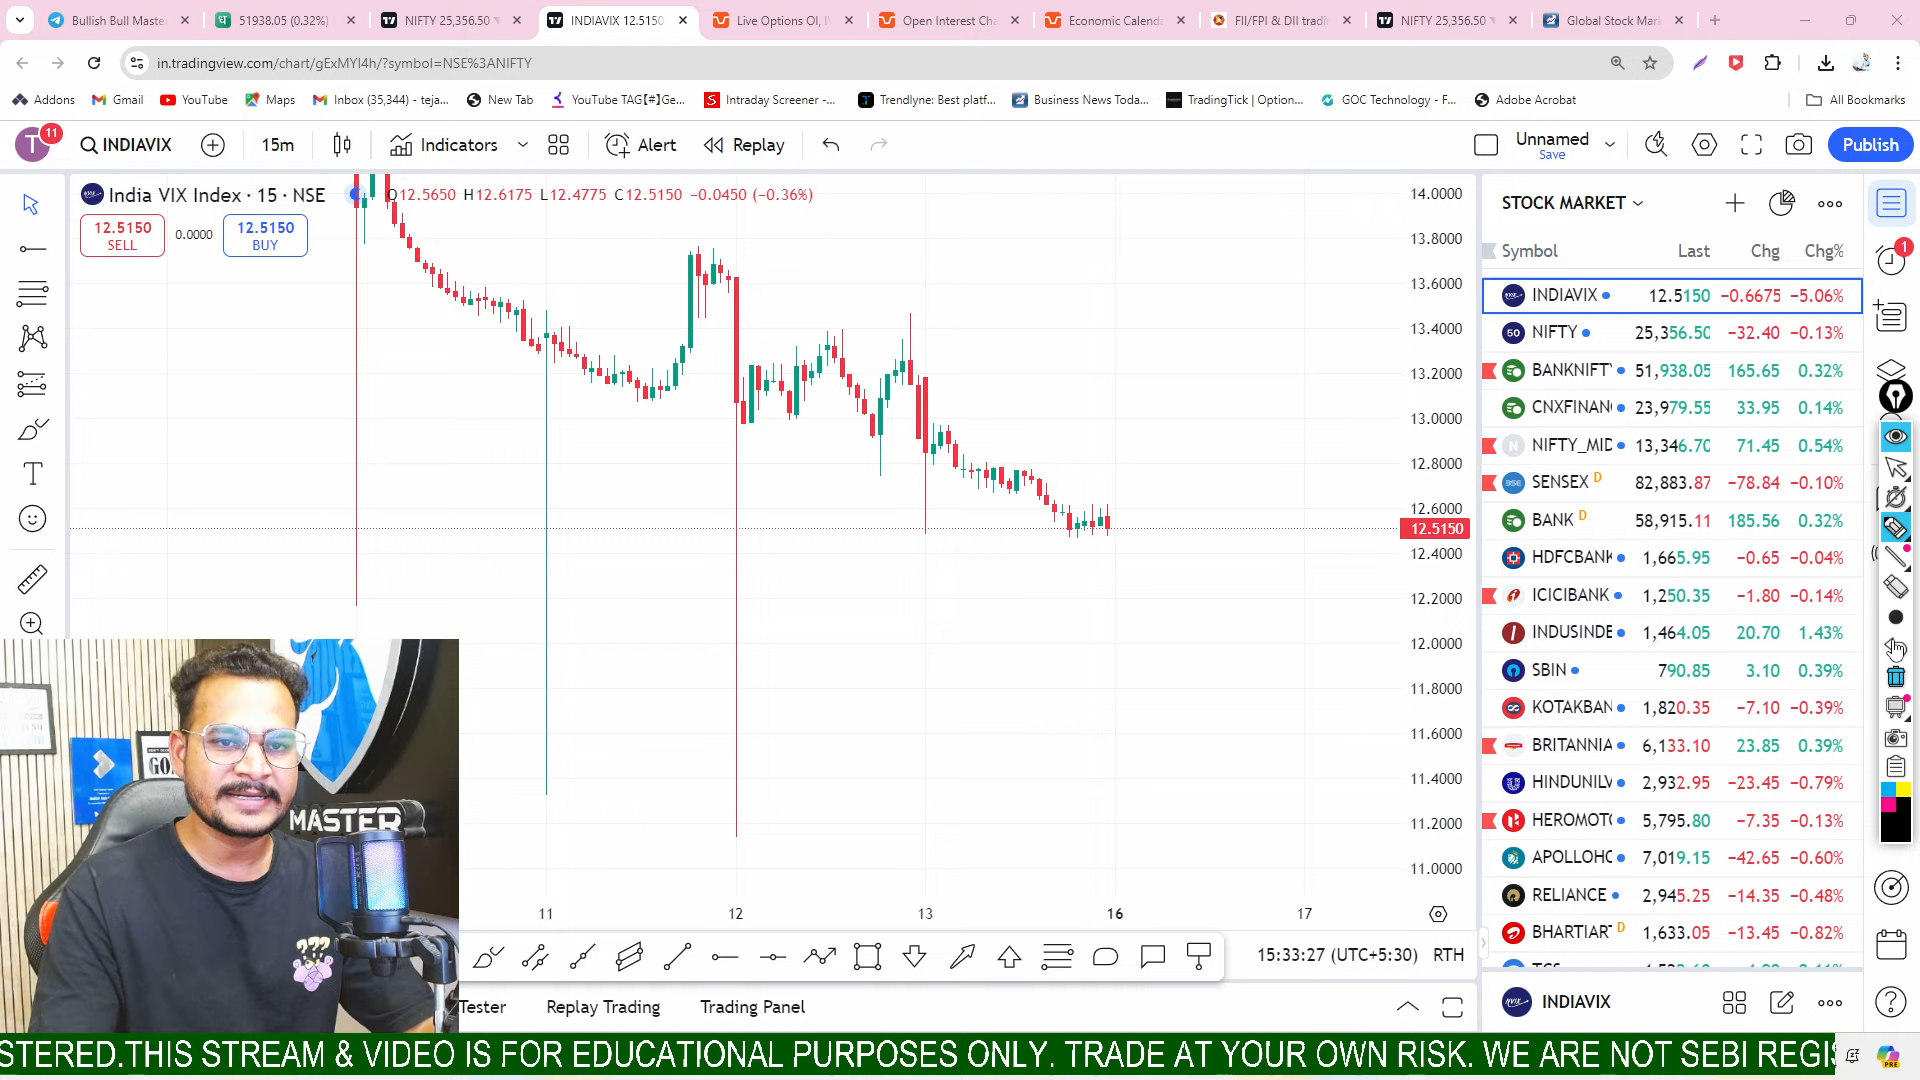 Bullish Bull Maste
51938.05 (0.32%)
NIFTY 25,356.50
INDIAVIX 12.5150
Live Options OI, I
Open Interest Cha
Economic Calenda
FII/FPI & DII tradi
NIFTY 25,356.50
Global Stock Mar
in.tradingview.com/chart/gExMYI4h/?symbol=NSE%3ANIFTY
Addons
Gmail
YouTube
Maps
Inbox (35,344) - teja...
New Tab
YouTube TAG【#】Ge...
Intraday Screener -...
Trendlyne: Best platf...
Business News Toda...
TradingTick | Option...
GOC Technology - F...
Adobe Acrobat
All Bookmarks
T
11
INDIAVIX
15m
Indicators
Alert
Replay
Unnamed
Save
Publish
India VIX Index · 15 · NSE
O12.5650 H12.6175 L12.4775 C12.5150 −0.0450 (−0.36%)
12.5150
SELL
0.0000
12.5150
BUY
14.0000
13.8000
13.6000
13.4000
13.2000
13.0000
12.8000
12.6000
12.5150
12.4000
12.2000
12.0000
11.8000
11.6000
11.4000
11.2000
11.0000
11 12 13 16 17
STOCK MARKET
Symbol Last Chg Chg%
INDIAVIX 12.5150 −0.6675 −5.06%
NIFTY 25,356.50 −32.40 −0.13%
BANKNIFTY 51,938.05 165.65 0.32%
CNXFINAN 23,979.55 33.95 0.14%
NIFTY_MID 13,346.70 71.45 0.54%
SENSEX D 82,883.87 −78.84 −0.10%
BANK D 58,915.11 185.56 0.32%
HDFCBANK 1,665.95 −0.65 −0.04%
ICICIBANK 1,250.35 −1.80 −0.14%
INDUSINDB 1,464.05 20.70 1.43%
SBIN 790.85 3.10 0.39%
KOTAKBAN 1,820.35 −7.10 −0.39%
BRITANNIA 6,133.10 23.85 0.39%
HINDUNILV 2,932.95 −23.45 −0.79%
HEROMOTO 5,795.80 −7.35 −0.13%
APOLLOHO 7,019.15 −42.65 −0.60%
RELIANCE 2,945.25 −14.35 −0.48%
BHARTIART D 1,633.05 −13.45 −0.82%
INDIAVIX
1
MASTER
GO
???
15:33:27 (UTC+5:30) RTH
Tester
Replay Trading
Trading Panel
STERED.THIS STREAM & VIDEO IS FOR EDUCATIONAL PURPOSES ONLY. TRADE AT YOUR OWN RISK. WE ARE NOT SEBI REGIS